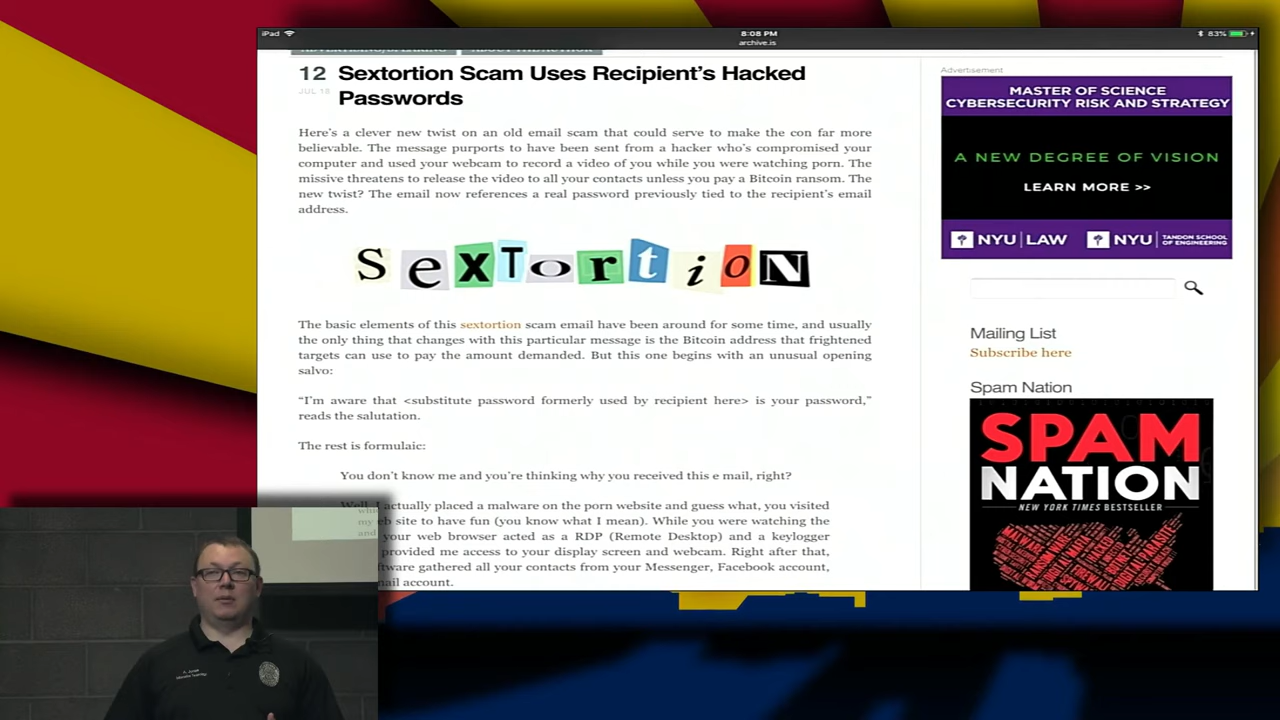 iPad
8:08 PM
83%
archive.is
ADVERTISING/SPEAKING
ABOUT THE AUTHOR
12
JUL 18
Sextortion Scam Uses Recipient's Hacked
Passwords
Here's a clever new twist on an old email scam that could serve to make the con far more
believable. The message purports to have been sent from a hacker who's compromised your
computer and used your webcam to record a video of you while you were watching porn. The
missive threatens to release the video to all your contacts unless you pay a Bitcoin ransom. The
new twist? The email now references a real password previously tied to the recipient's email
address.
SeXTortioN
The basic elements of this sextortion scam email have been around for some time, and usually
the only thing that changes with this particular message is the Bitcoin address that frightened
targets can use to pay the amount demanded. But this one begins with an unusual opening
salvo:
“I'm aware that <substitute password formerly used by recipient here> is your password,”
reads the salutation.
The rest is formulaic:
You don't know me and you're thinking why you received this e mail, right?
Well, I actually placed a malware on the porn website and guess what, you visited
site to have fun (you know what I mean). While you were watching the
your web browser acted as a RDP (Remote Desktop) and a keylogger
provided me access to your display screen and webcam. Right after that,
gathered all your contacts from your Messenger, Facebook account,
account.
Advertisement
MASTER OF SCIENCE
CYBERSECURITY RISK AND STRATEGY
A NEW DEGREE OF VISION
LEARN MORE >>
NYU | LAW
NYU | TANDON SCHOOL
OF ENGINEERING
Mailing List
Subscribe here
Spam Nation
SPAM
NATION
NEW YORK TIMES BESTSELLER